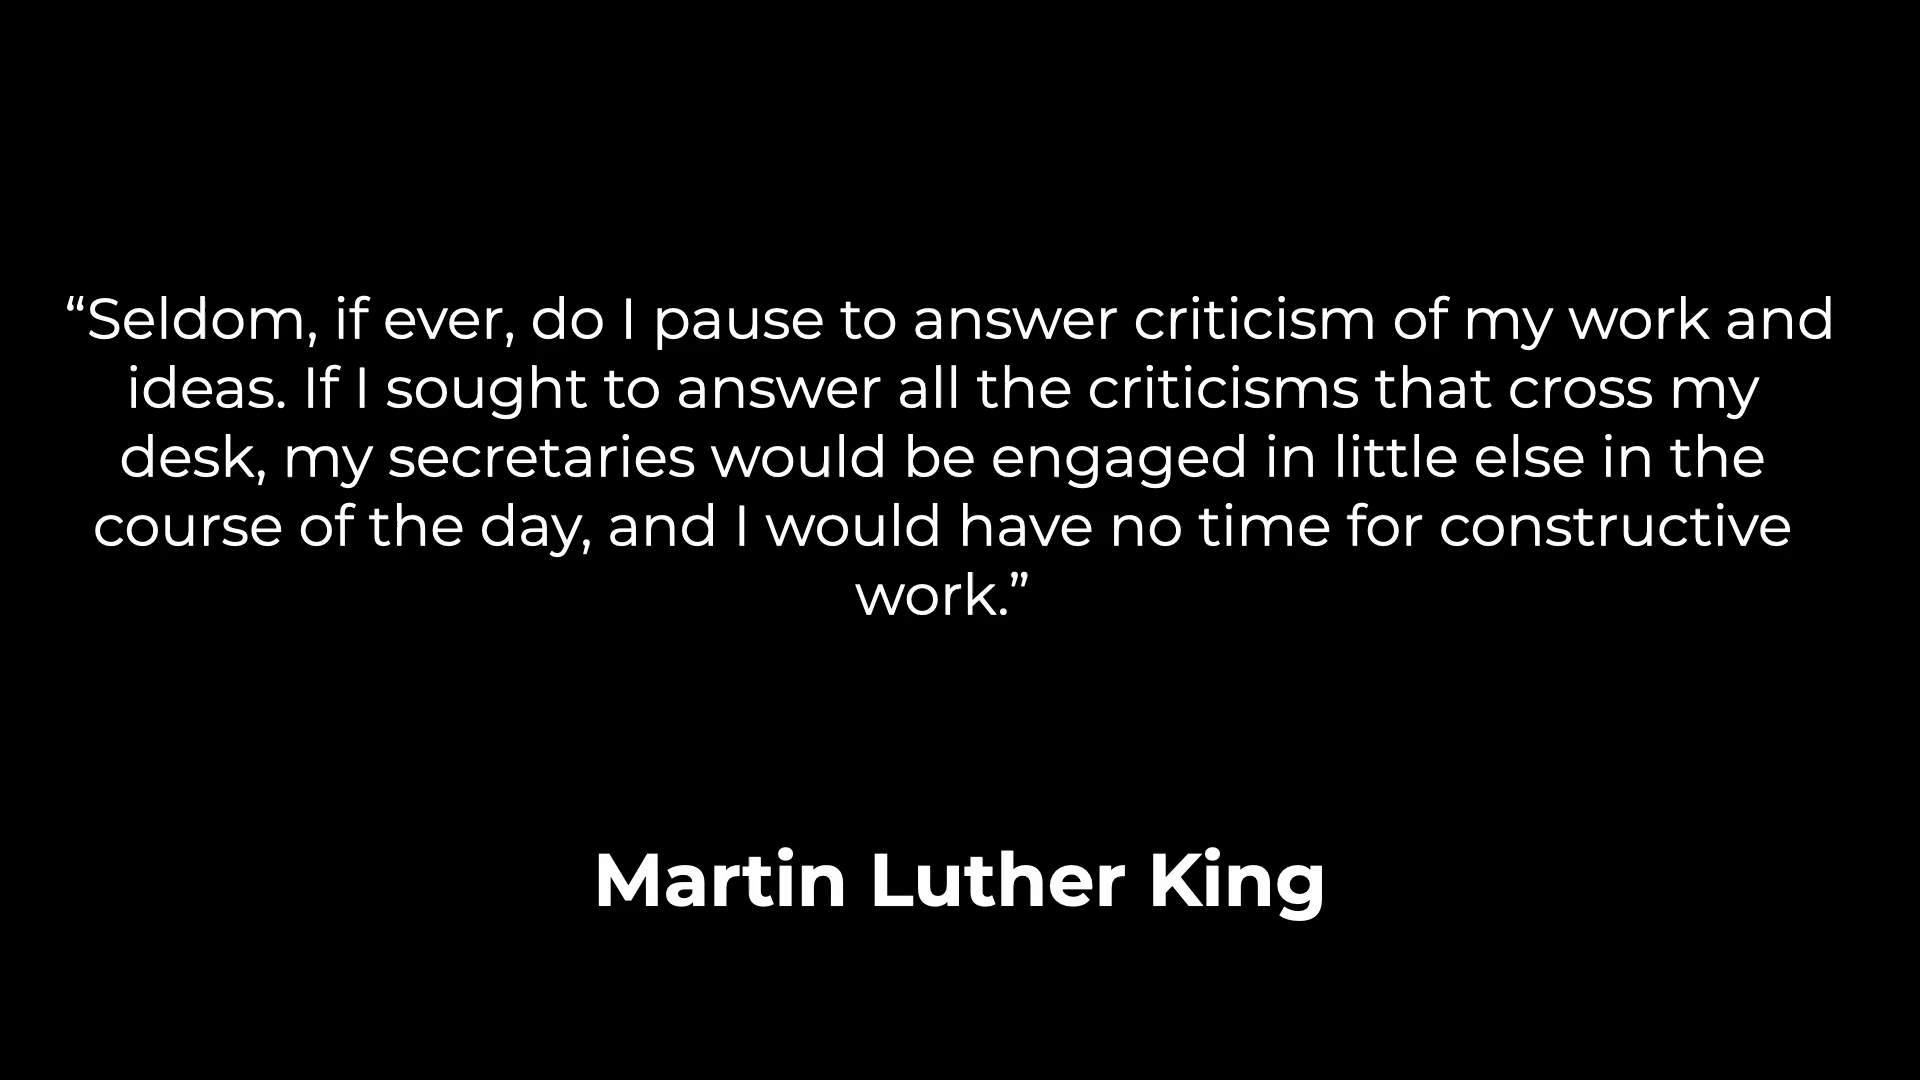 “Seldom, if ever, do I pause to answer criticism of my work and
ideas. If I sought to answer all the criticisms that cross my
desk, my secretaries would be engaged in little else in the
course of the day, and I would have no time for constructive
work.”
Martin Luther King